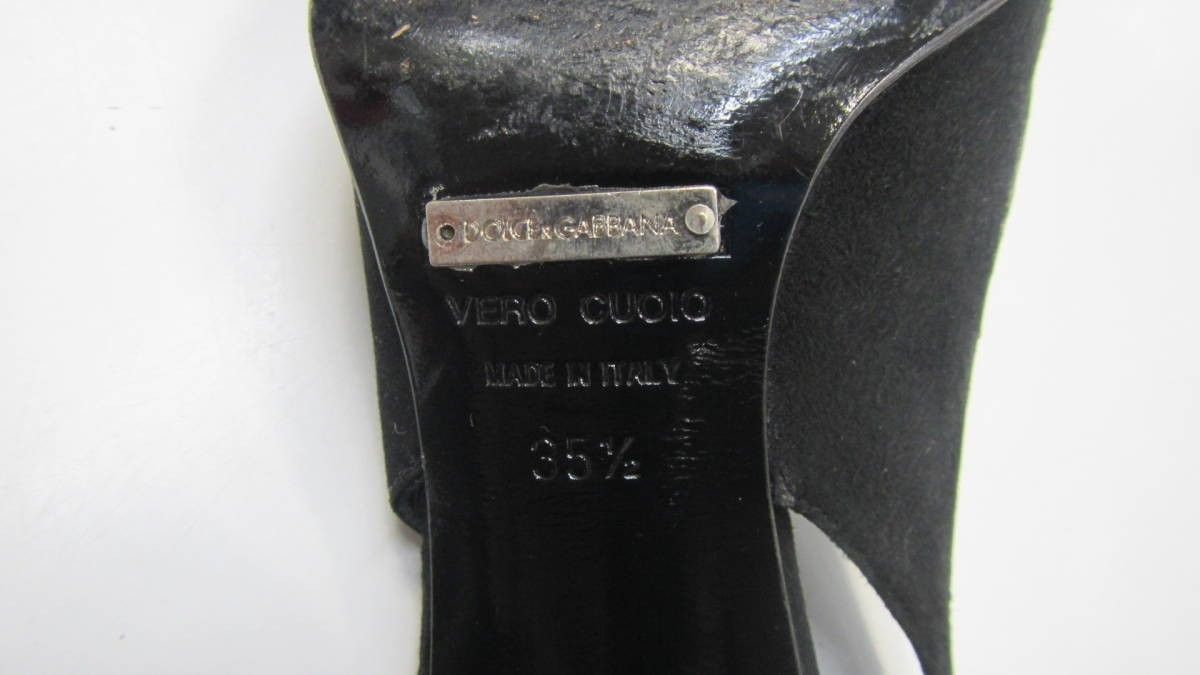 DOLCE & GABBANA
VERO CUOIO
MADE IN ITALY
35½